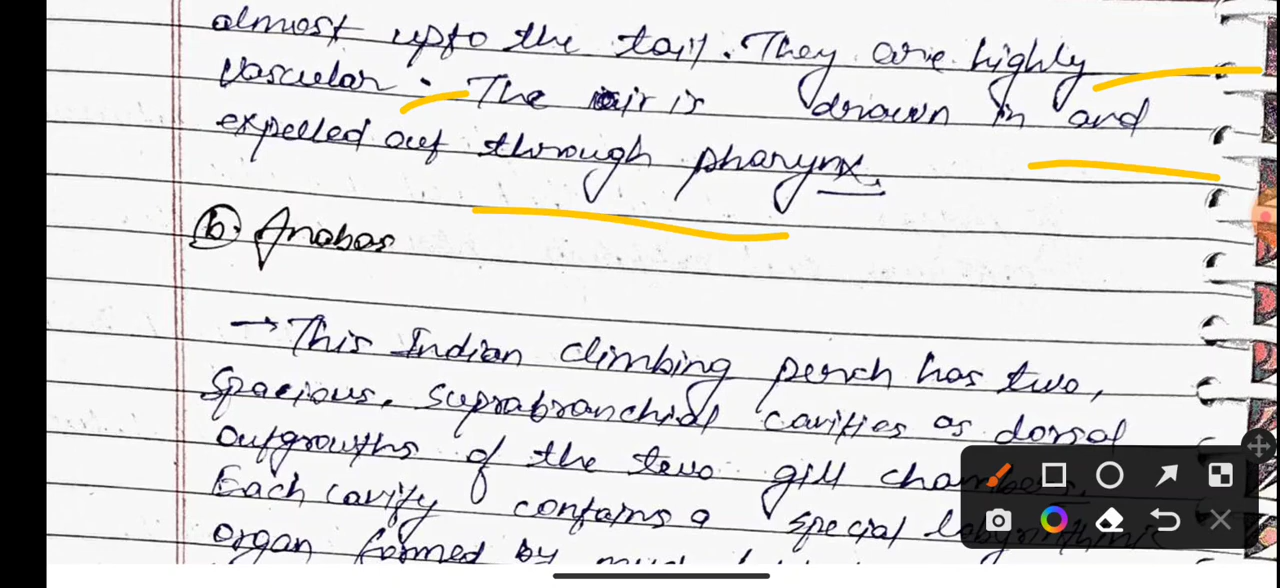 almost upto the tail. They are highly
vascular. The air is drawn in and
expelled out through pharynx.
(b) Anabas
→ This Indian climbing perch has two,
spacious, suprabranchial cavities as dorsal
outgrowths of the two gill chambers.
Each cavity contains a special labyrinthine
organ formed by much